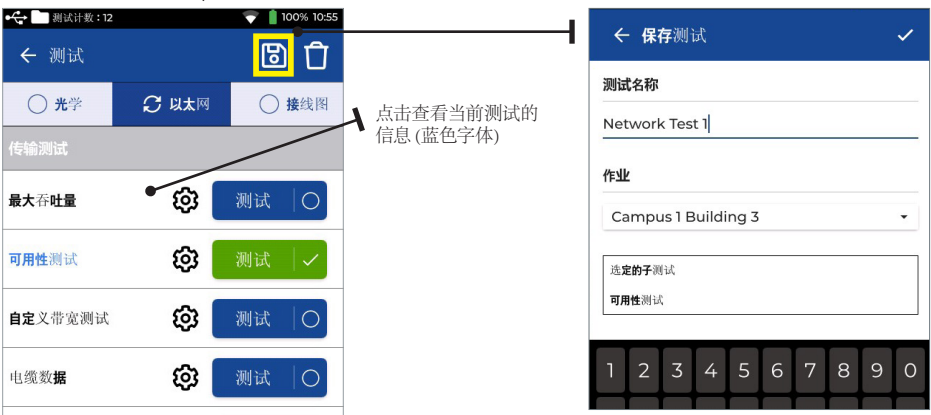 测试计数：12
100% 10:55
测试
光学
以太网
接线图
传输测试
最大吞吐量
测试
可用性测试
测试
自定义带宽测试
测试
电缆数据
测试
点击查看当前测试的
信息 (蓝色字体)
保存测试
测试名称
Network Test 1
作业
Campus 1 Building 3
选定的子测试
可用性测试
1 2 3 4 5 6 7 8 9 0